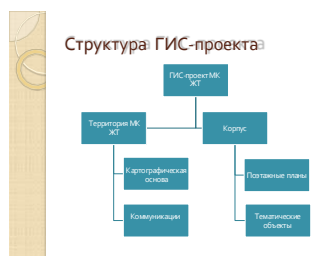 Структура ГИС-проекта
ГИС-проект МК
ЖТ
Территория МК
ЖТ
Корпус
Картографическая
основа
Поэтажные планы
Коммуникации
Тематические
объекты